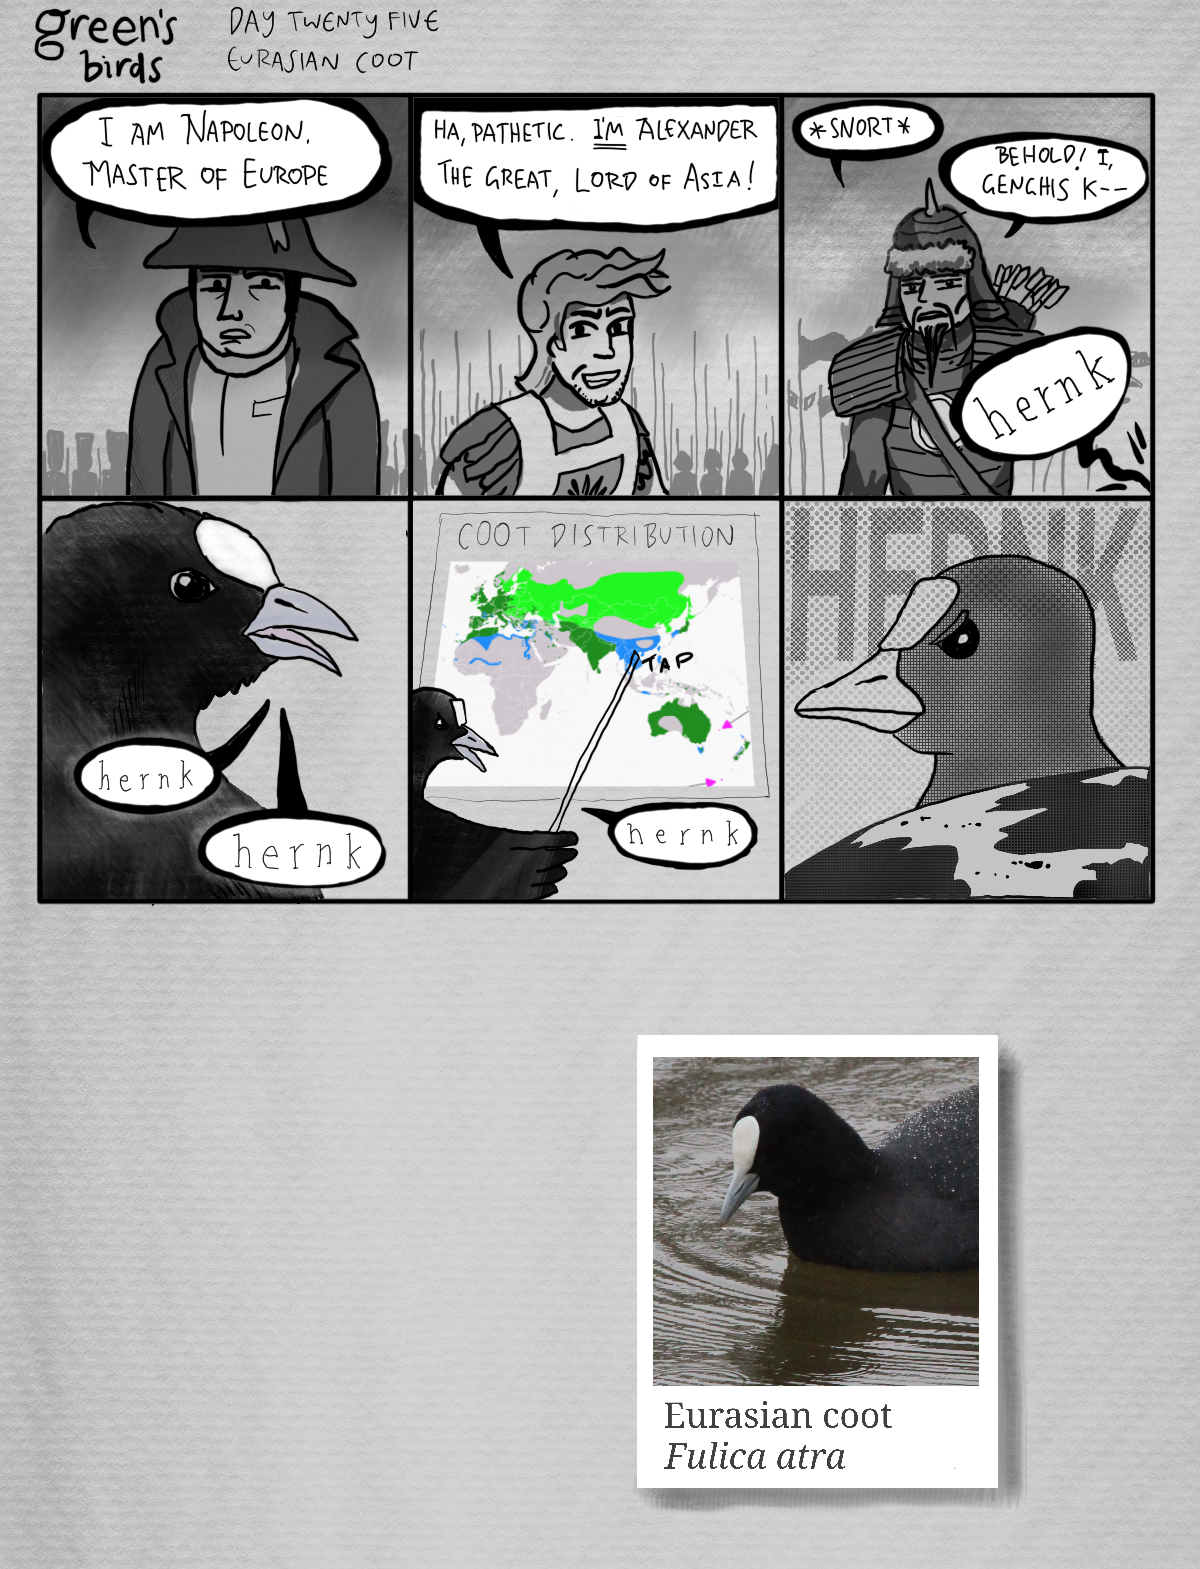 green's
birds
DAY TWENTY FIVE
EURASIAN COOT
I AM NAPOLEON.
MASTER OF EUROPE
HA, PATHETIC. I'M ALEXANDER
THE GREAT, LORD OF ASIA!
*SNORT*
BEHOLD! I,
GENGHIS K--
hernk
hernk
hernk
COOT DISTRIBUTION
TAP
hernk
HERNK
Eurasian coot
Fulica atra